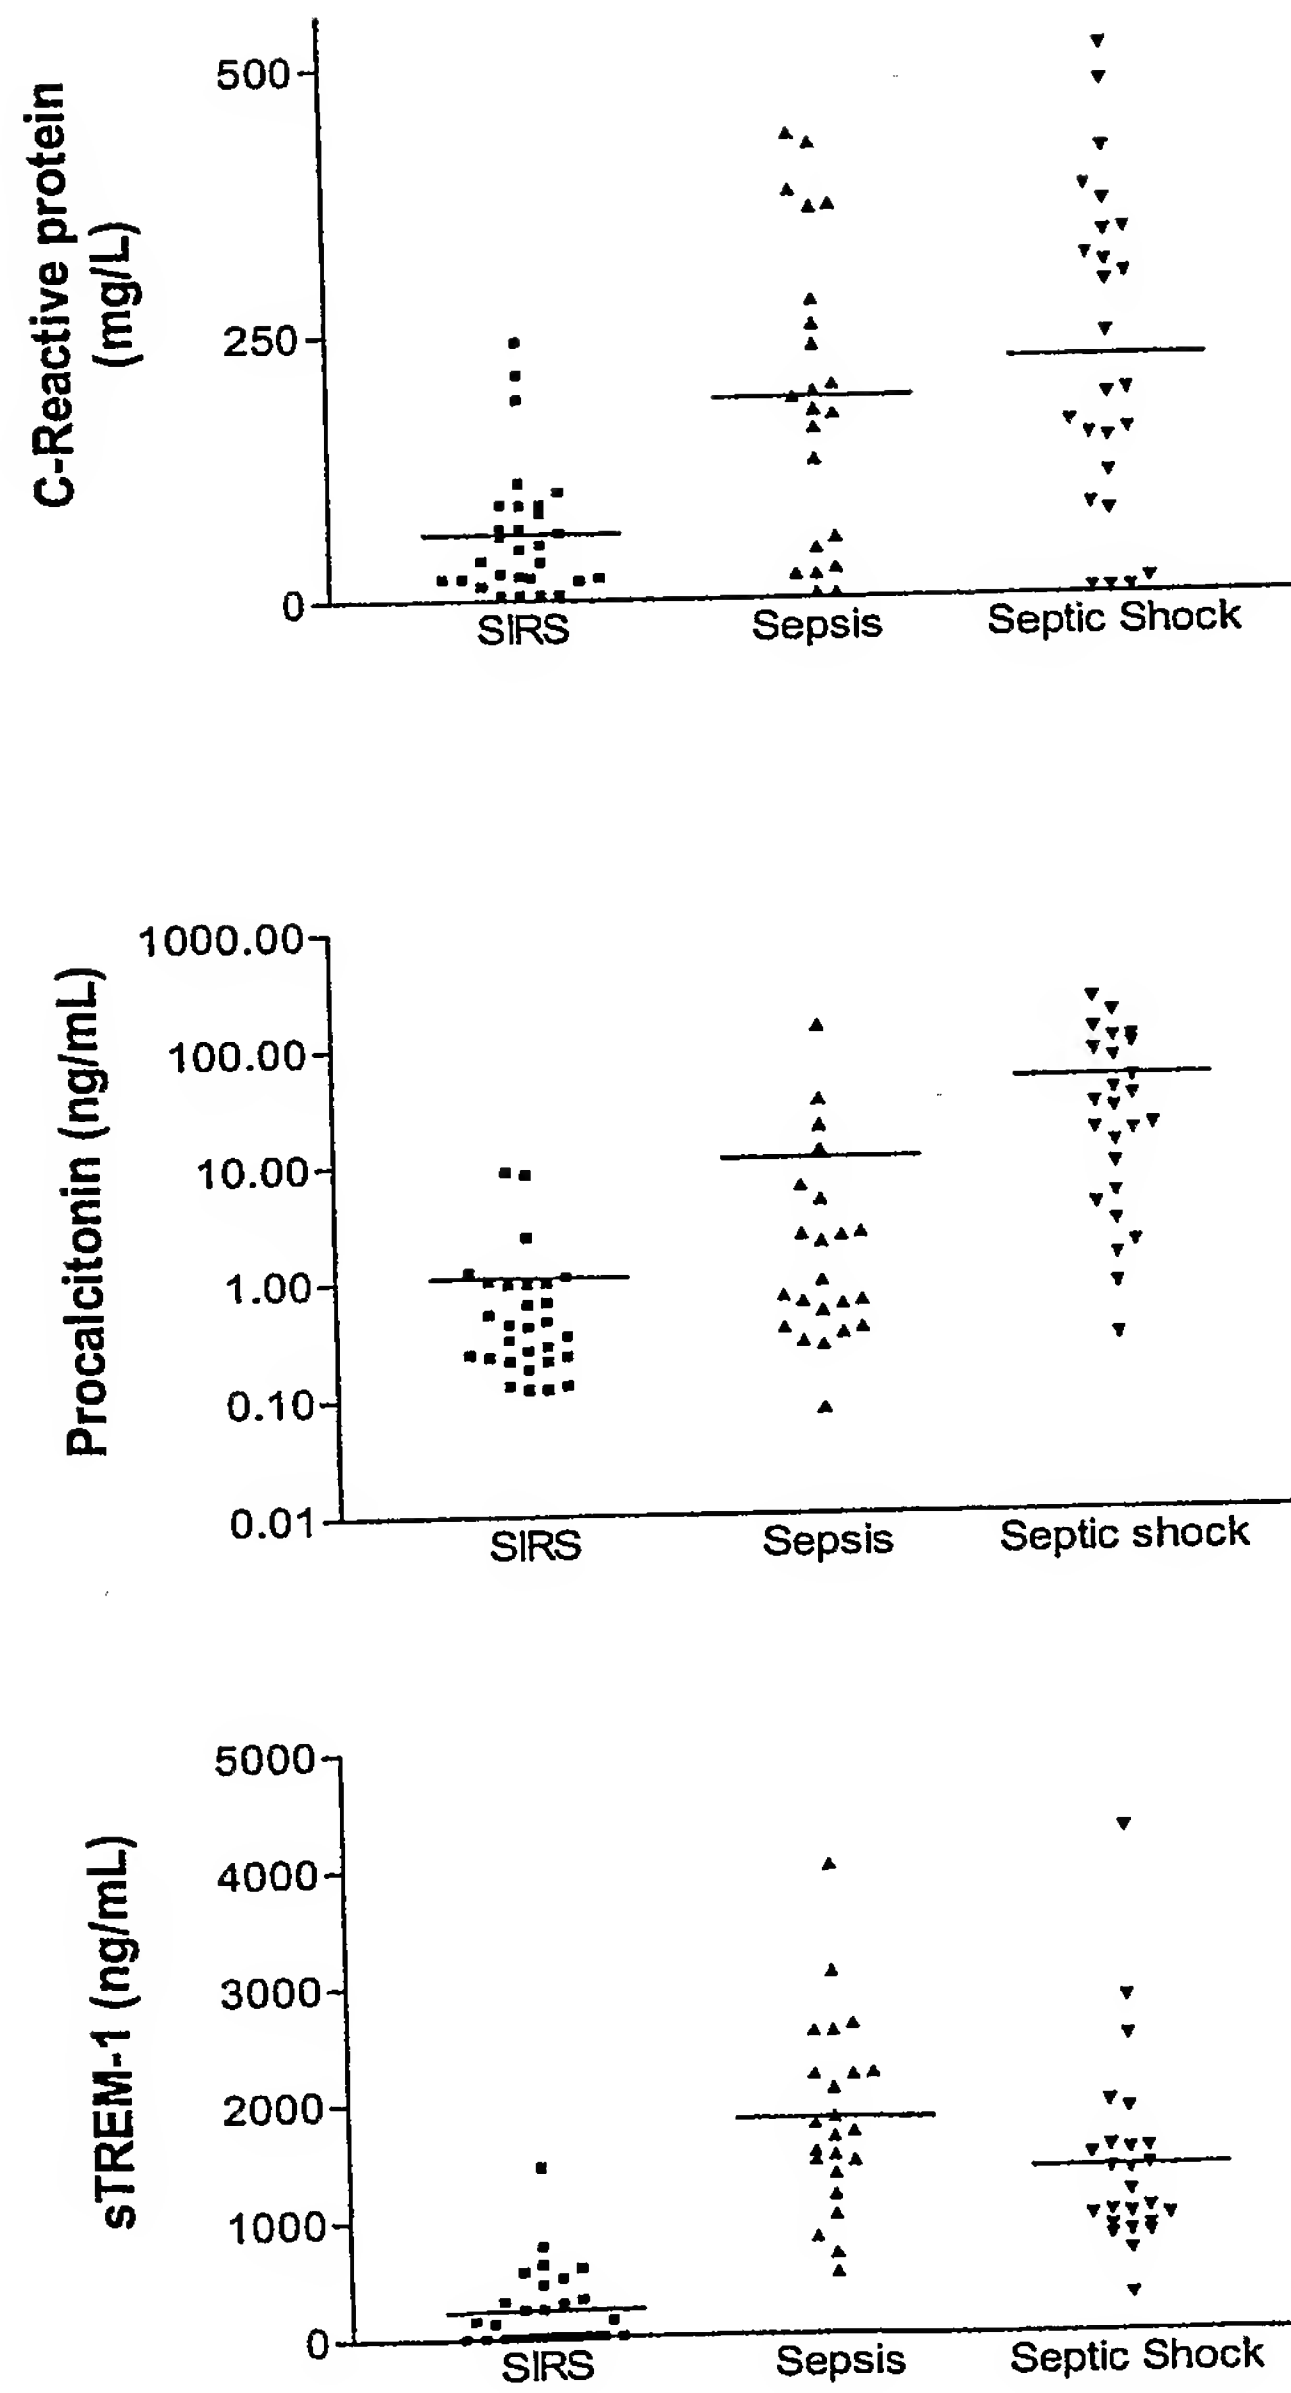 C-Reactive protein
(mg/L)
500
250
0
SIRS Sepsis Septic Shock
Procalcitonin (ng/mL)
1000.00
100.00
10.00
1.00
0.10
0.01
SIRS Sepsis Septic shock
sTREM-1 (ng/mL)
5000
4000
3000
2000
1000
0
SIRS Sepsis Septic Shock